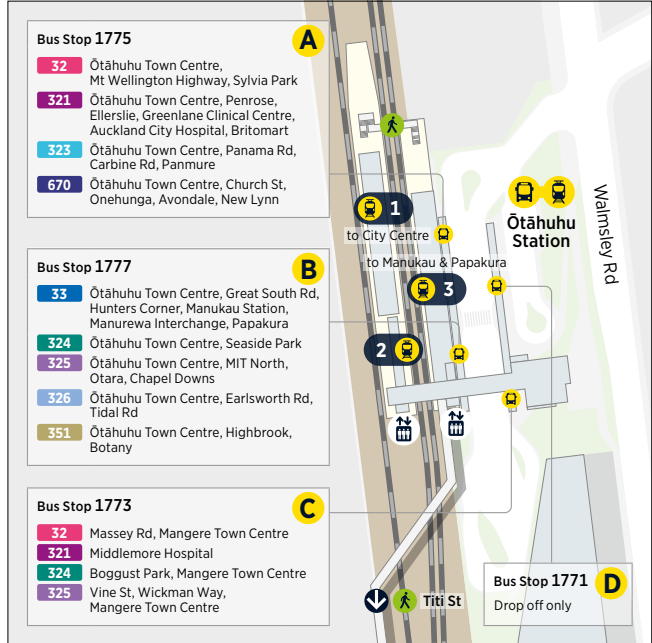 Bus Stop 1775
A
32 Ōtāhuhu Town Centre,
Mt Wellington Highway, Sylvia Park
321 Ōtāhuhu Town Centre, Penrose,
Ellerslie, Greenlane Clinical Centre,
Auckland City Hospital, Britomart
323 Ōtāhuhu Town Centre, Panama Rd,
Carbine Rd, Panmure
670 Ōtāhuhu Town Centre, Church St,
Onehunga, Avondale, New Lynn
Bus Stop 1777
B
33 Ōtāhuhu Town Centre, Great South Rd,
Hunters Corner, Manukau Station,
Manurewa Interchange, Papakura
324 Ōtāhuhu Town Centre, Seaside Park
325 Ōtāhuhu Town Centre, MIT North,
Otara, Chapel Downs
326 Ōtāhuhu Town Centre, Earlsworth Rd,
Tidal Rd
351 Ōtāhuhu Town Centre, Highbrook,
Botany
Bus Stop 1773
C
32 Massey Rd, Mangere Town Centre
321 Middlemore Hospital
324 Boggust Park, Mangere Town Centre
325 Vine St, Wickman Way,
Mangere Town Centre
1
to City Centre
to Manukau & Papakura
3
2
Ōtāhuhu
Station
Walmsley Rd
Titi St
Bus Stop 1771
D
Drop off only